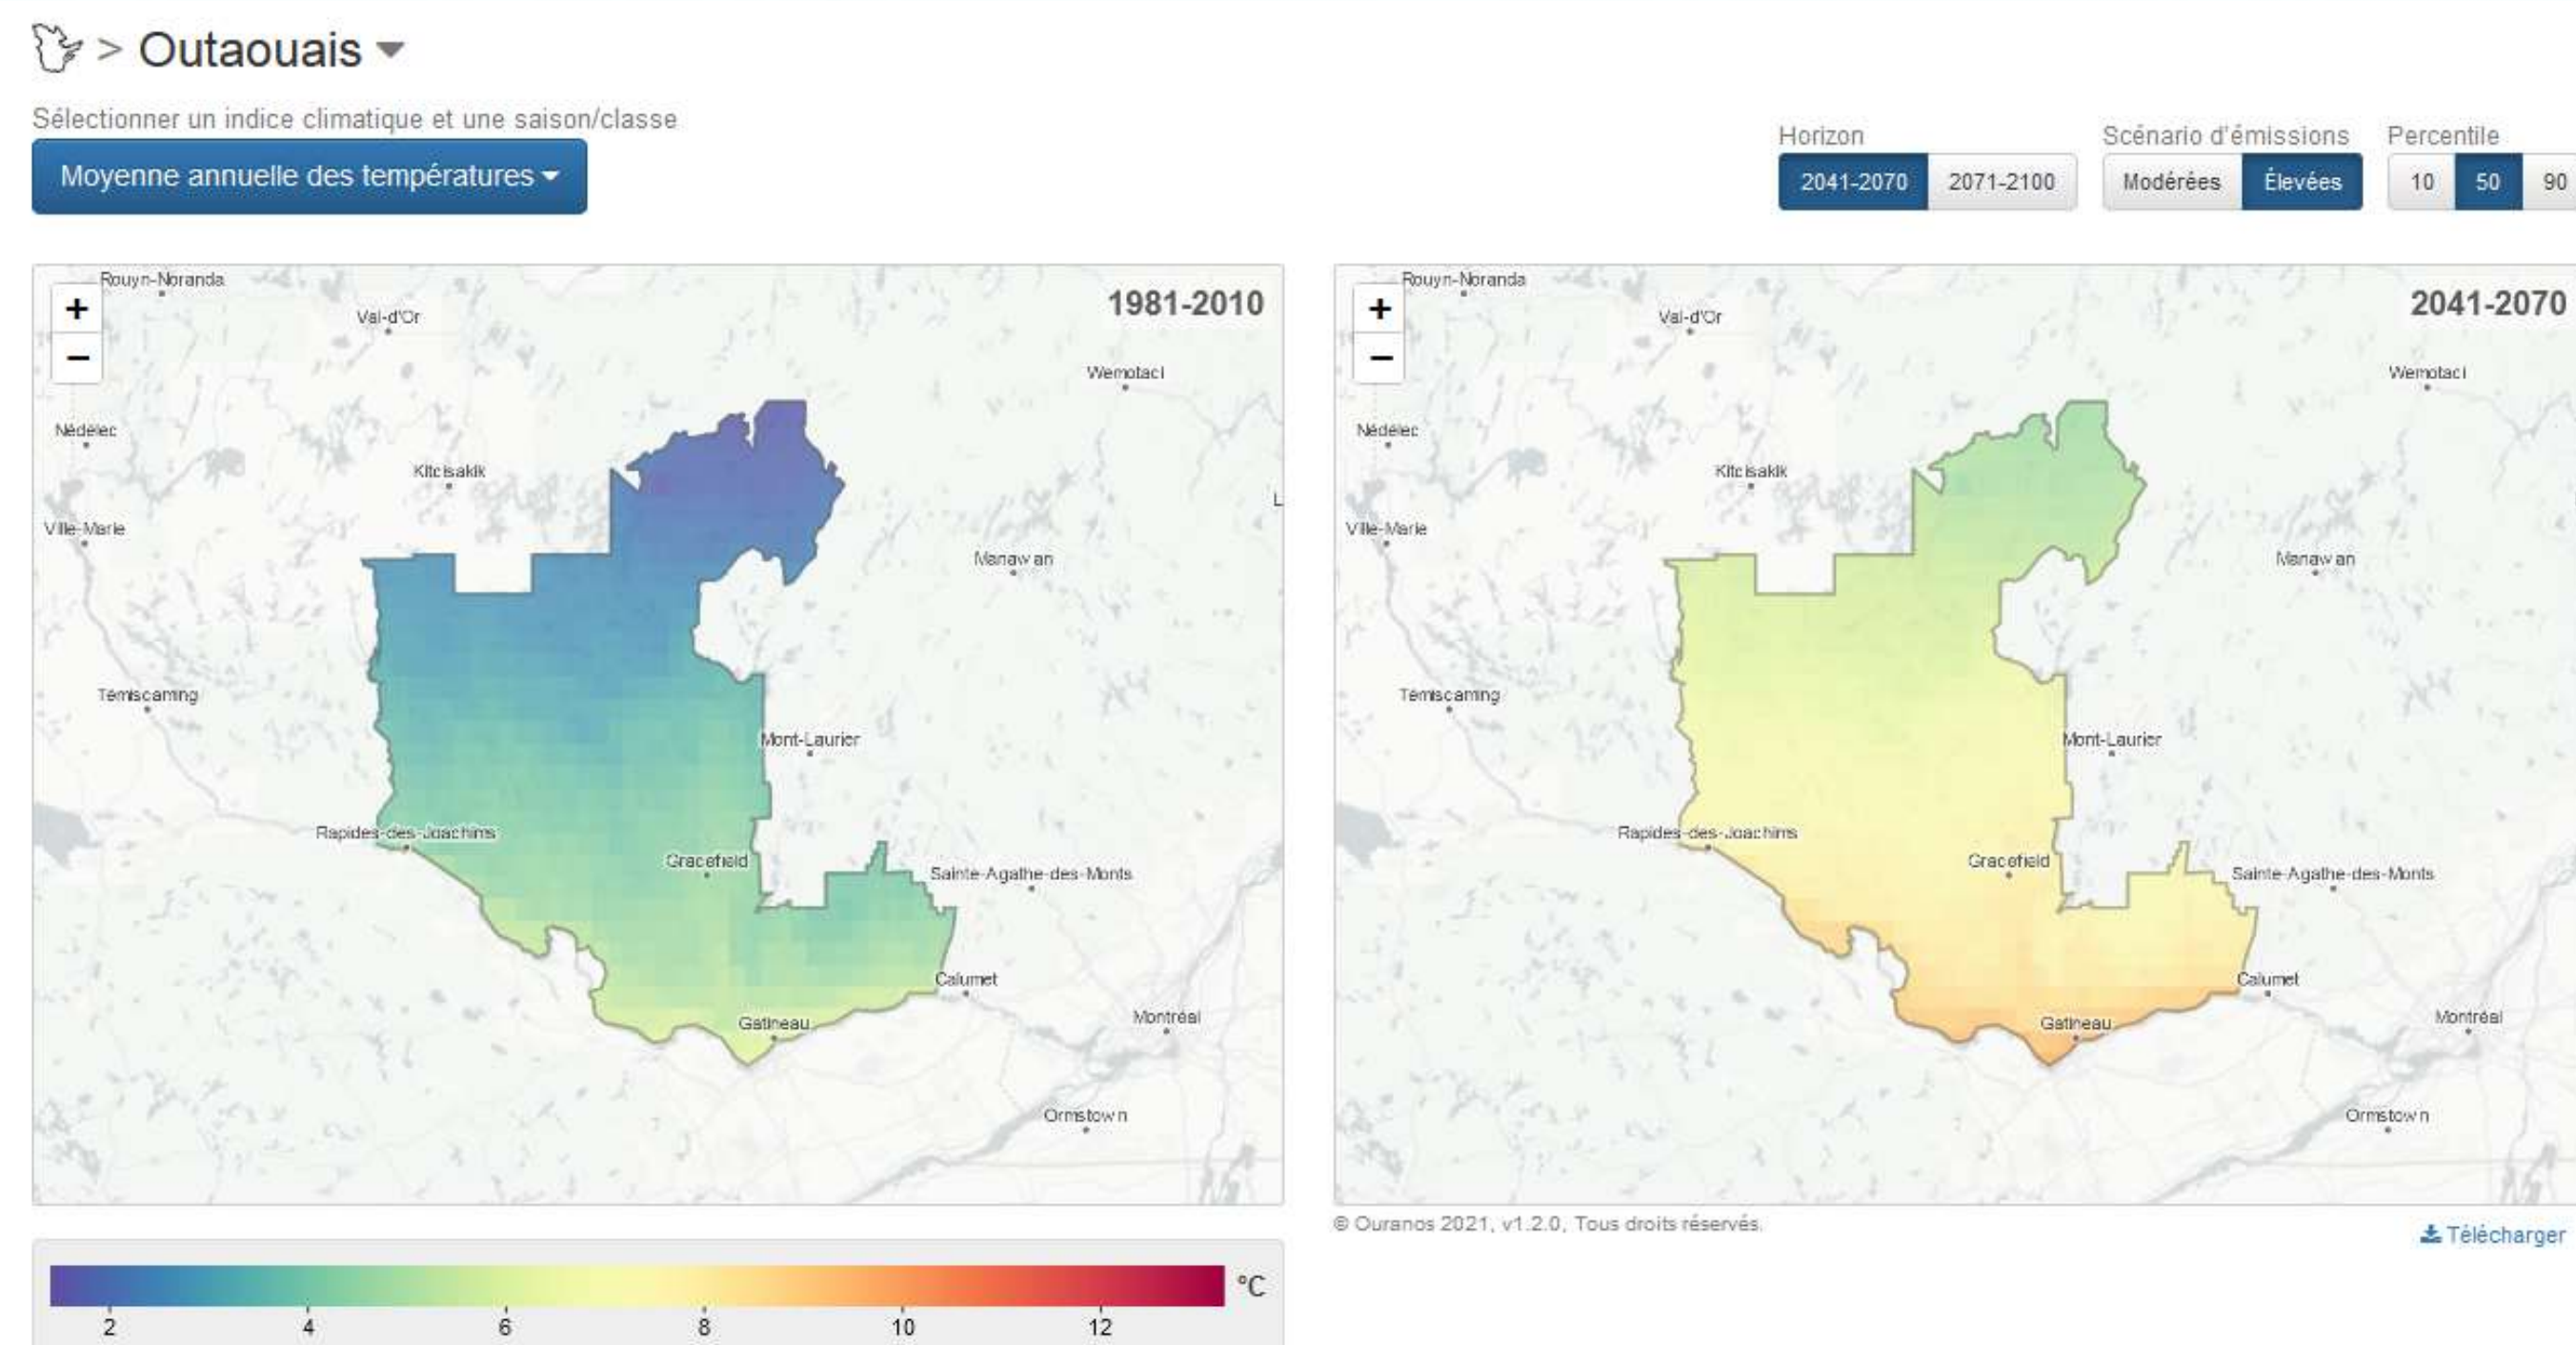 > Outaouais
Sélectionner un indice climatique et une saison/classe
Moyenne annuelle des températures
Horizon
2041-2070 2071-2100
Scénario d'émissions
Modérées Élevées
Percentile
10 50 90
+
−
1981-2010
Rouyn-Noranda
Val-d'Or
Wemotaci
Nédélec
Kitcisakik
Ville-Marie
Manawan
Témiscaming
Mont-Laurier
Rapides-des-Joachims
Gracefield
Sainte-Agathe-des-Monts
Calumet
Gatineau
Montréal
Ormstown
L
+
−
2041-2070
Rouyn-Noranda
Val-d'Or
Wemotaci
Nédélec
Kitcisakik
Ville-Marie
Manawan
Témiscaming
Mont-Laurier
Rapides-des-Joachims
Gracefield
Sainte-Agathe-des-Monts
Calumet
Gatineau
Montréal
Ormstown
© Ouranos 2021, v1.2.0, Tous droits réservés.
Télécharger
°C
2 4 6 8 10 12